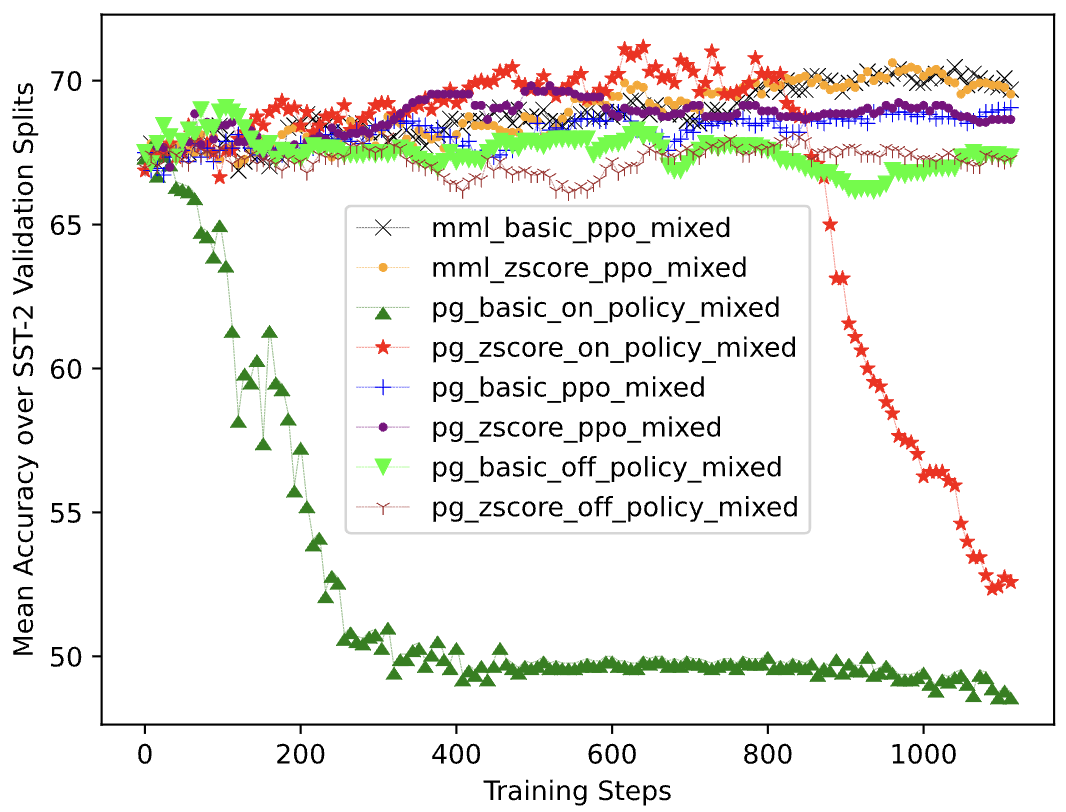 Mean Accuracy over SST-2 Validation Splits
70
65
60
55
50
mml_basic_ppo_mixed
mml_zscore_ppo_mixed
pg_basic_on_policy_mixed
pg_zscore_on_policy_mixed
pg_basic_ppo_mixed
pg_zscore_ppo_mixed
pg_basic_off_policy_mixed
pg_zscore_off_policy_mixed
0 200 400 600 800 1000
Training Steps